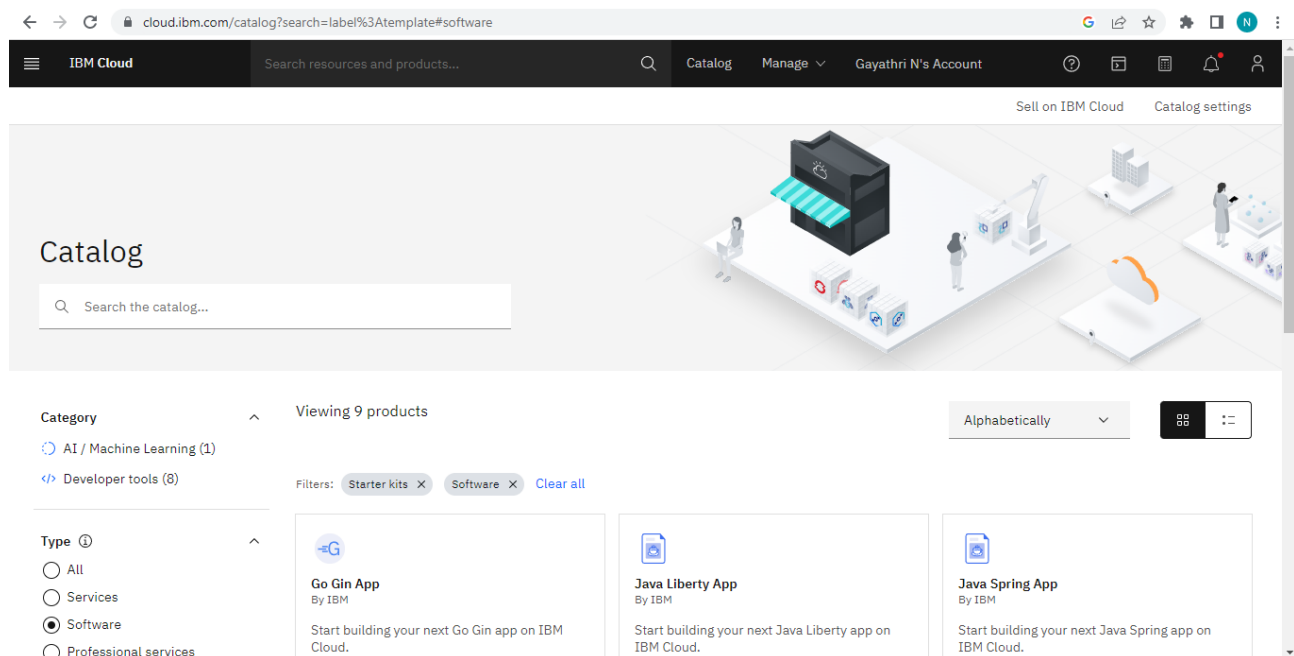 cloud.ibm.com/catalog?search=label%3Atemplate#software
N
IBM Cloud
Search resources and products...
Catalog
Manage
Gayathri N's Account
Sell on IBM Cloud
Catalog settings
Catalog
Search the catalog...
Category
AI / Machine Learning (1)
Developer tools (8)
Type
All
Services
Software
Professional services
Viewing 9 products
Alphabetically
Filters: Starter kits Software Clear all
Go Gin App
By IBM
Start building your next Go Gin app on IBM
Cloud.
Java Liberty App
By IBM
Start building your next Java Liberty app on
IBM Cloud.
Java Spring App
By IBM
Start building your next Java Spring app on
IBM Cloud.